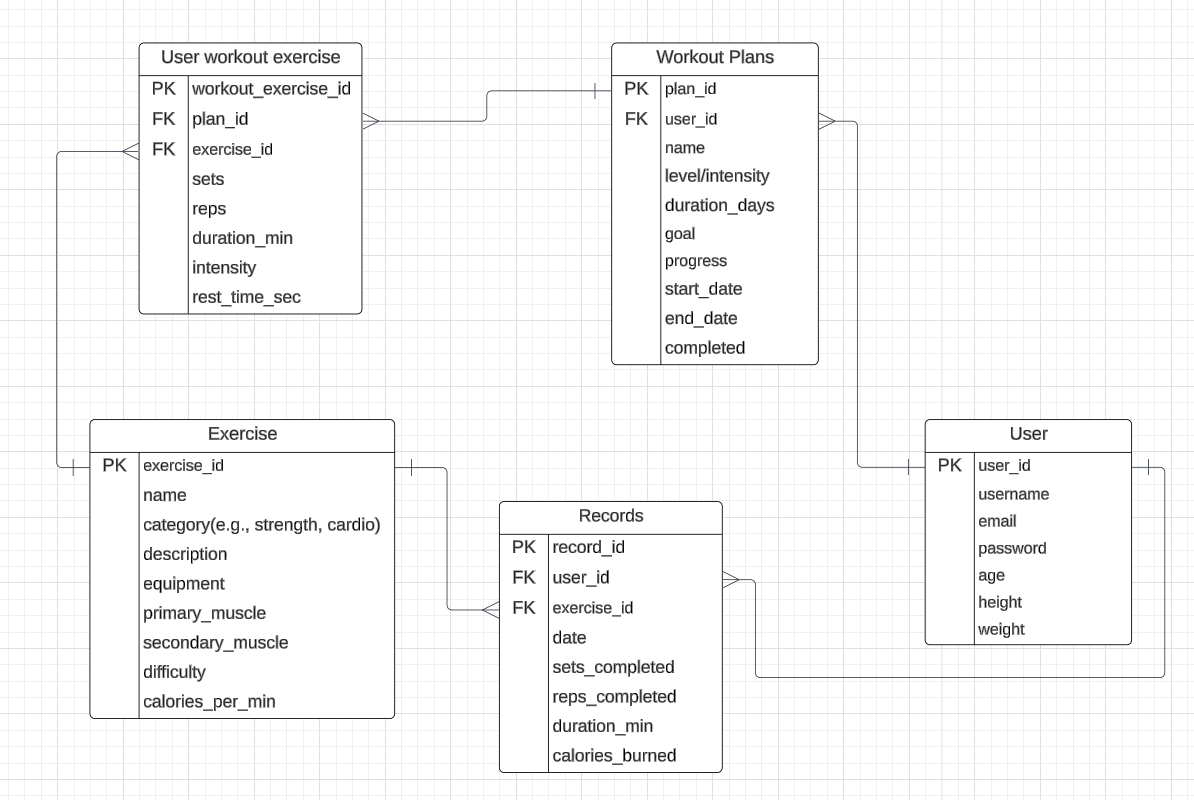 User workout exercise
PK workout_exercise_id
FK plan_id
FK exercise_id
sets
reps
duration_min
intensity
rest_time_sec
Workout Plans
PK plan_id
FK user_id
name
level/intensity
duration_days
goal
progress
start_date
end_date
completed
Exercise
PK exercise_id
name
category(e.g., strength, cardio)
description
equipment
primary_muscle
secondary_muscle
difficulty
calories_per_min
Records
PK record_id
FK user_id
FK exercise_id
date
sets_completed
reps_completed
duration_min
calories_burned
User
PK user_id
username
email
password
age
height
weight